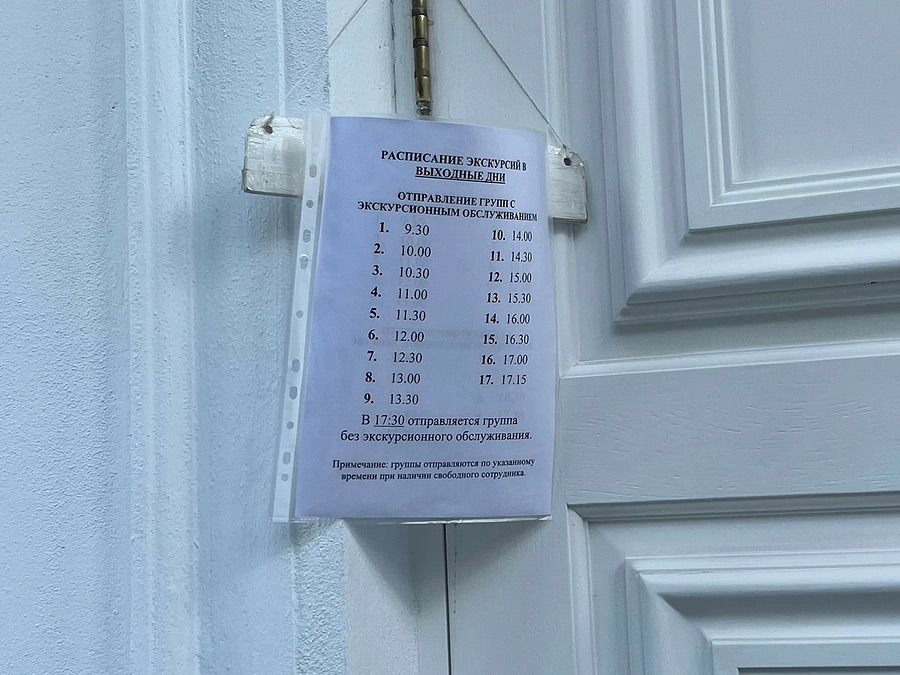 РАСПИСАНИЕ ЭКСКУРСИЙ В
ВЫХОДНЫЕ ДНИ
ОТПРАВЛЕНИЕ ГРУПП С
ЭКСКУРСИОННЫМ ОБСЛУЖИВАНИЕМ
1. 9.30
2. 10.00
3. 10.30
4. 11.00
5. 11.30
6. 12.00
7. 12.30
8. 13.00
9. 13.30
10. 14.00
11. 14.30
12. 15.00
13. 15.30
14. 16.00
15. 16.30
16. 17.00
17. 17.15
В 17:30 отправляется группа
без экскурсионного обслуживания.
Примечание: группы отправляются по указанному
времени при наличии свободного сотрудника.